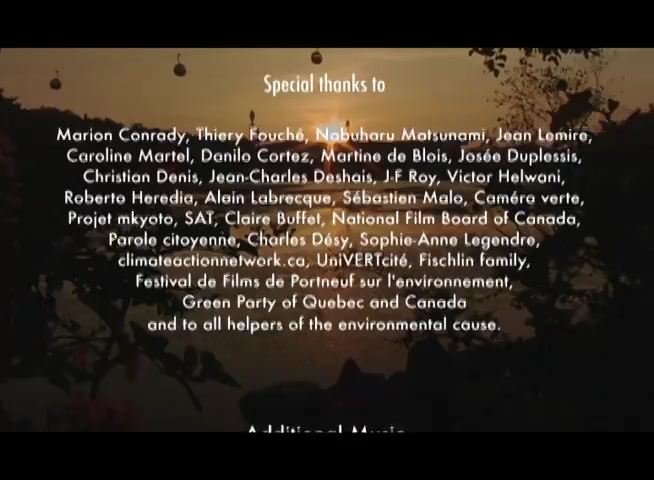 Special thanks to
Marion Conrady, Thiery Fouché, Nobuharu Matsunami, Jean Lemire,
Caroline Martel, Danilo Cortez, Martine de Blois, Josée Duplessis,
Christian Denis, Jean-Charles Deshais, J-F Roy, Victor Helwani,
Roberto Heredia, Alain Labrecque, Sébastien Malo, Caméra verte,
Projet mkyoto, SAT, Claire Buffet, National Film Board of Canada,
Parole citoyenne, Charles Désy, Sophie-Anne Legendre,
climateactionnetwork.ca, UniVERTcité, Fischlin family,
Festival de Films de Portneuf sur l'environnement,
Green Party of Quebec and Canada
and to all helpers of the environmental cause.
Additional Music